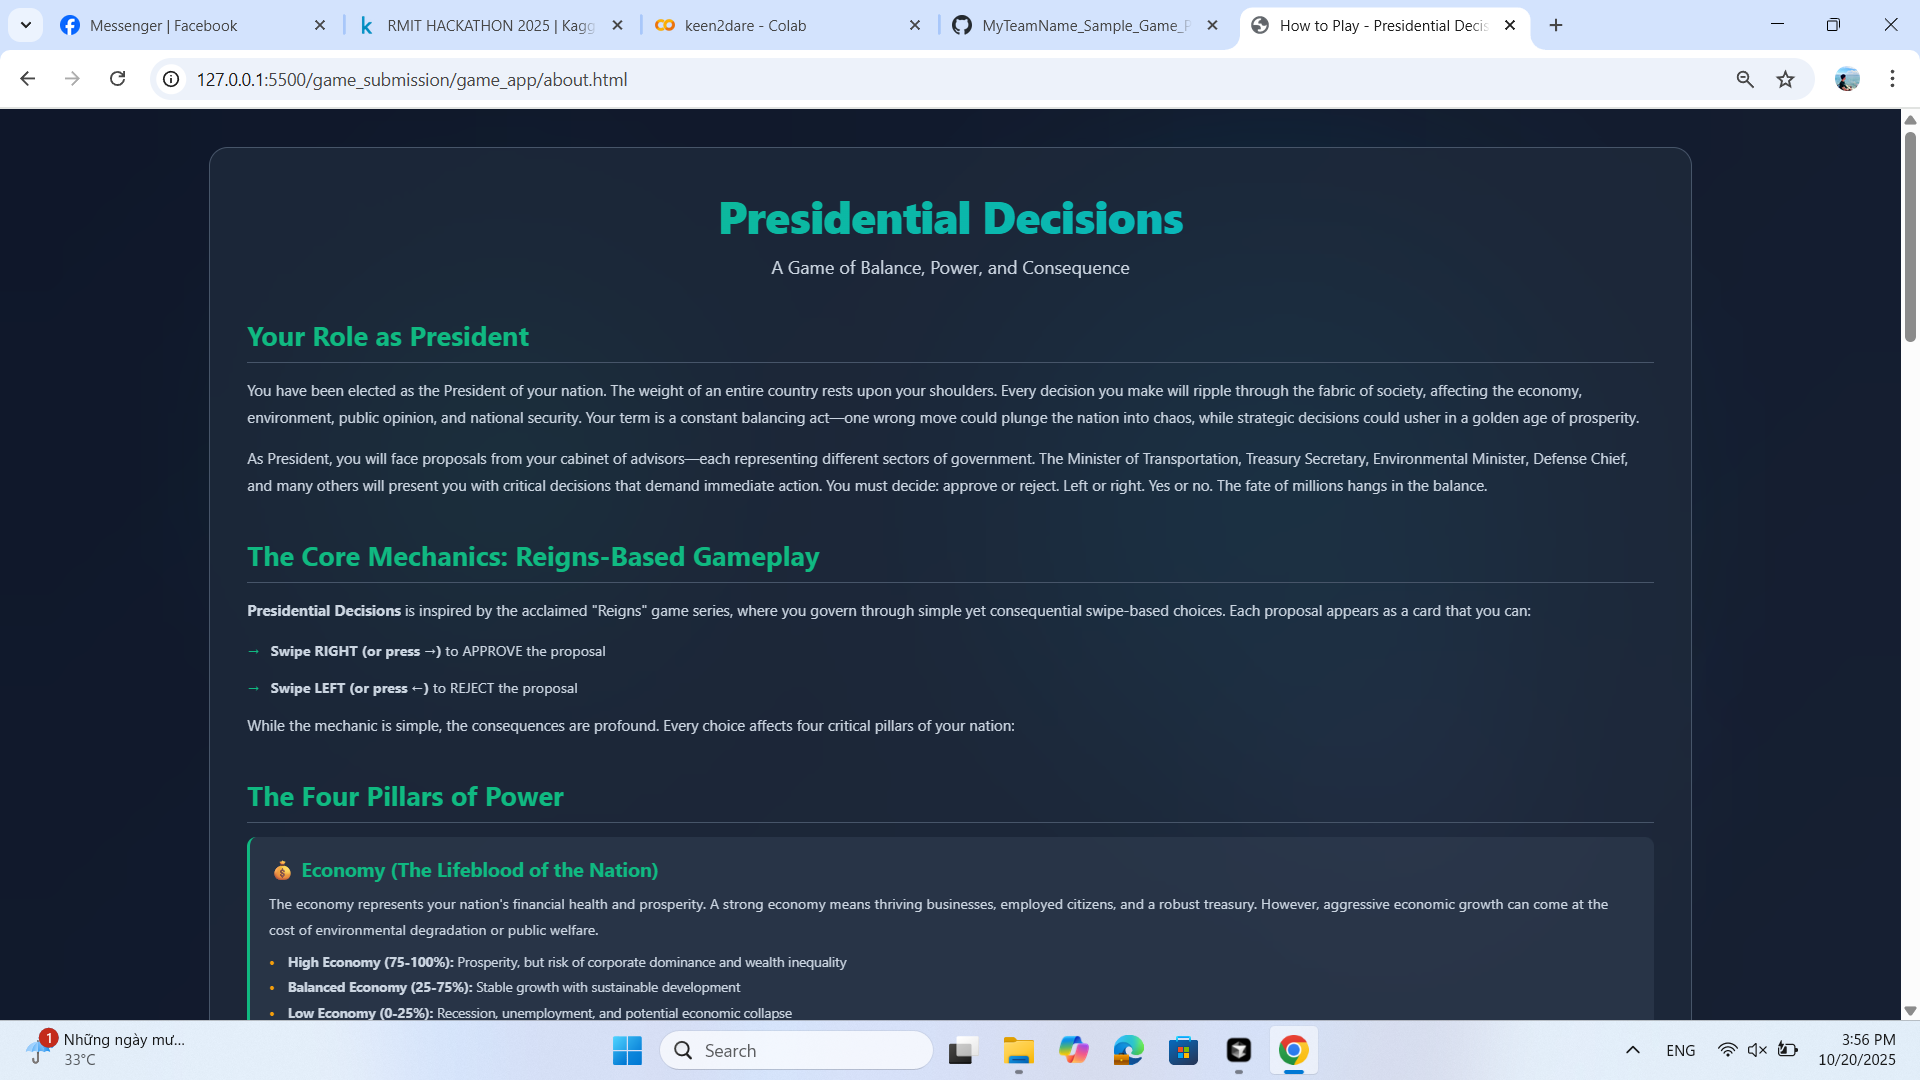 Messenger | Facebook
RMIT HACKATHON 2025 | Kagg
keen2dare - Colab
MyTeamName_Sample_Game_P
How to Play - Presidential Decis
127.0.0.1:5500/game_submission/game_app/about.html
Presidential Decisions
A Game of Balance, Power, and Consequence
Your Role as President
You have been elected as the President of your nation. The weight of an entire country rests upon your shoulders. Every decision you make will ripple through the fabric of society, affecting the economy,
environment, public opinion, and national security. Your term is a constant balancing act—one wrong move could plunge the nation into chaos, while strategic decisions could usher in a golden age of prosperity.
As President, you will face proposals from your cabinet of advisors—each representing different sectors of government. The Minister of Transportation, Treasury Secretary, Environmental Minister, Defense Chief,
and many others will present you with critical decisions that demand immediate action. You must decide: approve or reject. Left or right. Yes or no. The fate of millions hangs in the balance.
The Core Mechanics: Reigns-Based Gameplay
Presidential Decisions is inspired by the acclaimed "Reigns" game series, where you govern through simple yet consequential swipe-based choices. Each proposal appears as a card that you can:
→ Swipe RIGHT (or press →) to APPROVE the proposal
→ Swipe LEFT (or press ←) to REJECT the proposal
While the mechanic is simple, the consequences are profound. Every choice affects four critical pillars of your nation:
The Four Pillars of Power
💰 Economy (The Lifeblood of the Nation)
The economy represents your nation's financial health and prosperity. A strong economy means thriving businesses, employed citizens, and a robust treasury. However, aggressive economic growth can come at the
cost of environmental degradation or public welfare.
• High Economy (75-100%): Prosperity, but risk of corporate dominance and wealth inequality
• Balanced Economy (25-75%): Stable growth with sustainable development
• Low Economy (0-25%): Recession, unemployment, and potential economic collapse
1
Những ngày mư...
33°C
Search
ENG
3:56 PM
10/20/2025